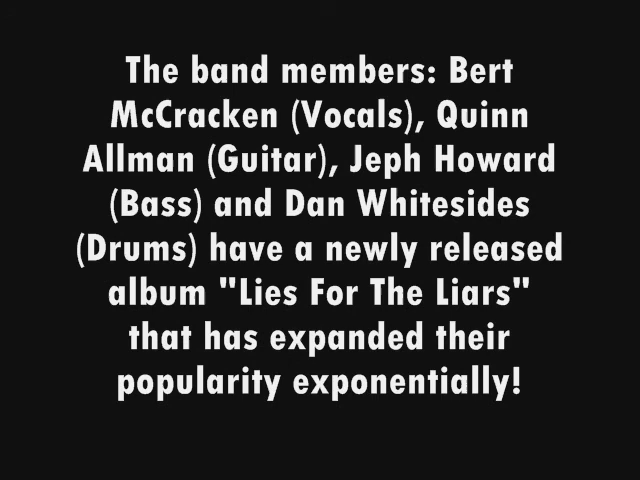 The band members: Bert
McCracken (Vocals), Quinn
Allman (Guitar), Jeph Howard
(Bass) and Dan Whitesides
(Drums) have a newly released
album "Lies For The Liars"
that has expanded their
popularity exponentially!